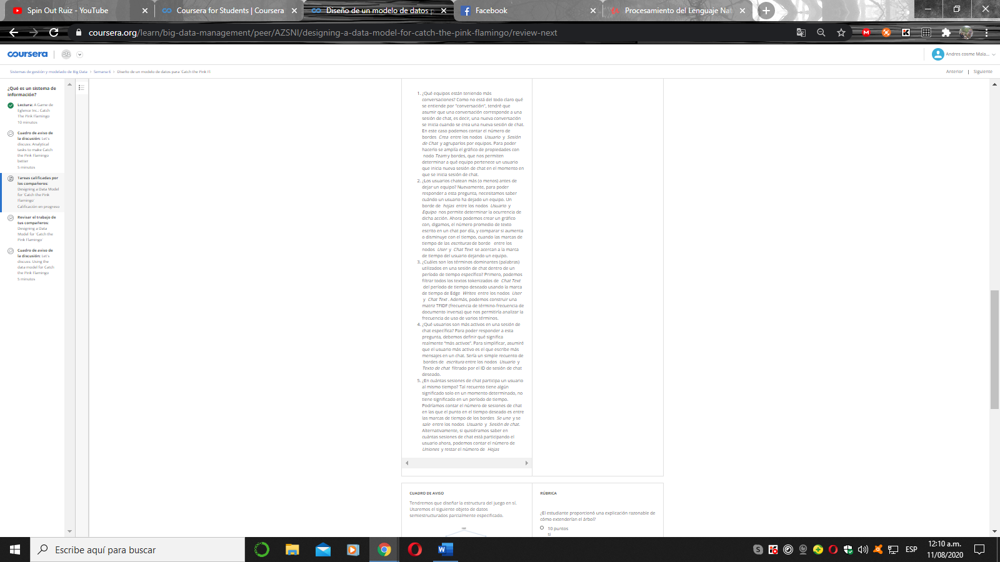 Spin Out Ruiz - YouTube
Coursera for Students | Coursera
Diseño de un modelo de datos p
Facebook
Procesamiento del Lenguaje Nat
coursera.org/learn/big-data-management/peer/AZSNI/designing-a-data-model-for-catch-the-pink-flamingo/review-next
coursera
Andres cosme Mala...
Sistemas de gestión y modelado de Big Data > Semana 6 > Diseño de un modelo de datos para 'Catch the Pink Fl
Anterior | Siguiente
¿Qué es un sistema de
información?
Lectura: A Game de
Eglence Inc.: Catch
The Pink Flamingo
10 minutos
Cuadro de aviso de
la discusión: Let's
discuss: Analytical
tasks to make Catch
the Pink Flamingo
better
5 minutos
Tareas calificadas por
los compañeros:
Designing a Data Model
for 'Catch the Pink
Flamingo'
Calificación en progreso
Revisar el trabajo de
tus compañeros:
Designing a Data
Model for 'Catch the
Pink Flamingo'
Cuadro de aviso de
la discusión: Let's
discuss: Using the
data model for Catch
the Pink Flamingo
5 minutos
1. ¿Qué equipos están teniendo más
conversaciones? Como no está del todo claro qué
se entiende por "conversación", tendré que
asumir que una conversación corresponde a una
sesión de chat, es decir, una nueva conversación
se inicia cuando se crea una nueva sesión de chat.
En este caso podemos contar el número de
bordes Crea entre los nodos Usuario y Sesión
de Chat y agruparlos por equipos. Para poder
hacerlo se amplía el gráfico de propiedades con
nodo Team y bordes, que nos permiten
determinar a qué equipo pertenece un usuario
que inicia nueva sesión de chat en el momento en
que se inicia sesión de chat.
2. ¿Los usuarios chatean más (o menos) antes de
dejar un equipo? Nuevamente, para poder
responder a esta pregunta, necesitamos saber
cuándo un usuario ha dejado un equipo. Un
borde de hojas entre los nodos Usuario y
Equipo nos permite determinar la ocurrencia de
dicha acción. Ahora podemos crear un gráfico
con, digamos, el número promedio de texto
escrito en un chat por día, y comparar si aumenta
o disminuye con el tiempo, cuando las marcas de
tiempo de las escrituras de borde entre los
nodos User y Chat Text se acercan a la marca
de tiempo del usuario dejando un equipo.
3. ¿Cuáles son los términos dominantes (palabras)
utilizados en una sesión de chat dentro de un
período de tiempo específico? Primero, podemos
filtrar todos los textos tokenizados de Chat Text
del período de tiempo deseado usando la marca
de tiempo de Edge Writes entre los nodos User
y Chat Text . Además, podemos construir una
matriz TFIDF (frecuencia de término-frecuencia de
documento inversa) que nos permitiría analizar la
frecuencia de uso de varios términos.
4. ¿Qué usuarios son más activos en una sesión de
chat específica? Para poder responder a esta
pregunta, debemos definir qué significa
realmente "más activos". Para simplificar, asumiré
que el usuario más activo es el que escribe más
mensajes en un chat. Sería un simple recuento de
bordes de escritura entre los nodos Usuario y
Texto de chat filtrado por el ID de sesión de chat
deseado.
5. ¿En cuántas sesiones de chat participa un usuario
al mismo tiempo? Tal recuento tiene algún
significado solo en un momento determinado, no
tiene significado en un período de tiempo.
Podríamos contar el número de sesiones de chat
en las que el punto en el tiempo deseado es entre
las marcas de tiempo de los bordes Se une y se
sale entre los nodos Usuario y Sesión de chat.
Alternativamente, si quisiéramos saber en
cuántas sesiones de chat está participando el
usuario ahora, podemos contar el número de
Uniones y restar el número de Hojas
CUADRO DE AVISO
Tendremos que diseñar la estructura del juego en sí.
Usaremos el siguiente objeto de datos
semiestructurados parcialmente especificado.
RÚBRICA
¿El estudiante proporcionó una explicación razonable de
cómo extenderían el árbol?
10 puntos
si
Escribe aquí para buscar
ESP
12:10 a.m.
11/08/2020